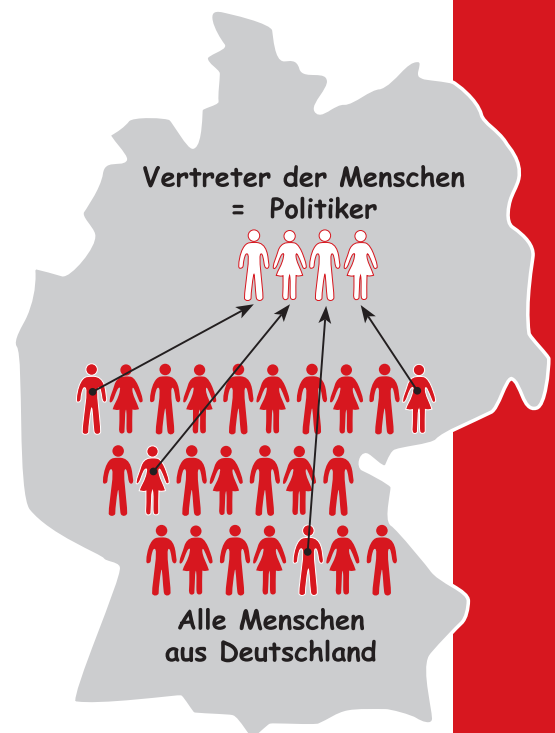 Vertreter der Menschen
= Politiker
Alle Menschen
aus Deutschland